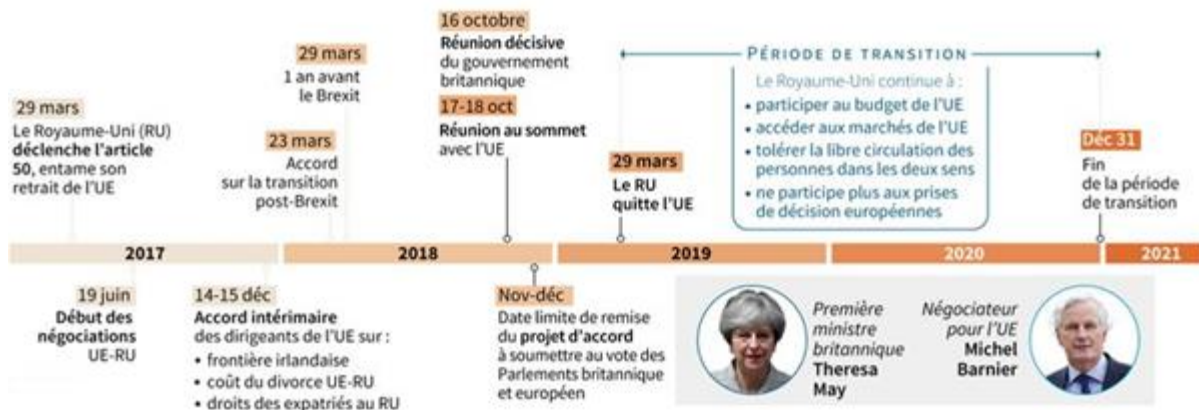 29 mars
Le Royaume-Uni (RU)
déclenche l'article
50, entame son
retrait de l'UE
29 mars
1 an avant
le Brexit
23 mars
Accord
sur la transition
post-Brexit
16 octobre
Réunion décisive
du gouvernement
britannique
17-18 oct
Réunion au sommet
avec l'UE
29 mars
Le RU
quitte l'UE
PÉRIODE DE TRANSITION
Le Royaume-Uni continue à :
• participer au budget de l'UE
• accéder aux marchés de l'UE
• tolérer la libre circulation des
personnes dans les deux sens
• ne participe plus aux prises
de décision européennes
Déc 31
Fin
de la période
de transition
2017
2018
2019
2020
2021
19 juin
Début des
négociations
UE-RU
14-15 déc
Accord intérimaire
des dirigeants de l'UE sur :
• frontière irlandaise
• coût du divorce UE-RU
• droits des expatriés au RU
Nov-déc
Date limite de remise
du projet d'accord
à soumettre au vote des
Parlements britannique
et européen
Première
ministre
britannique
Theresa
May
Négociateur
pour l'UE
Michel
Barnier